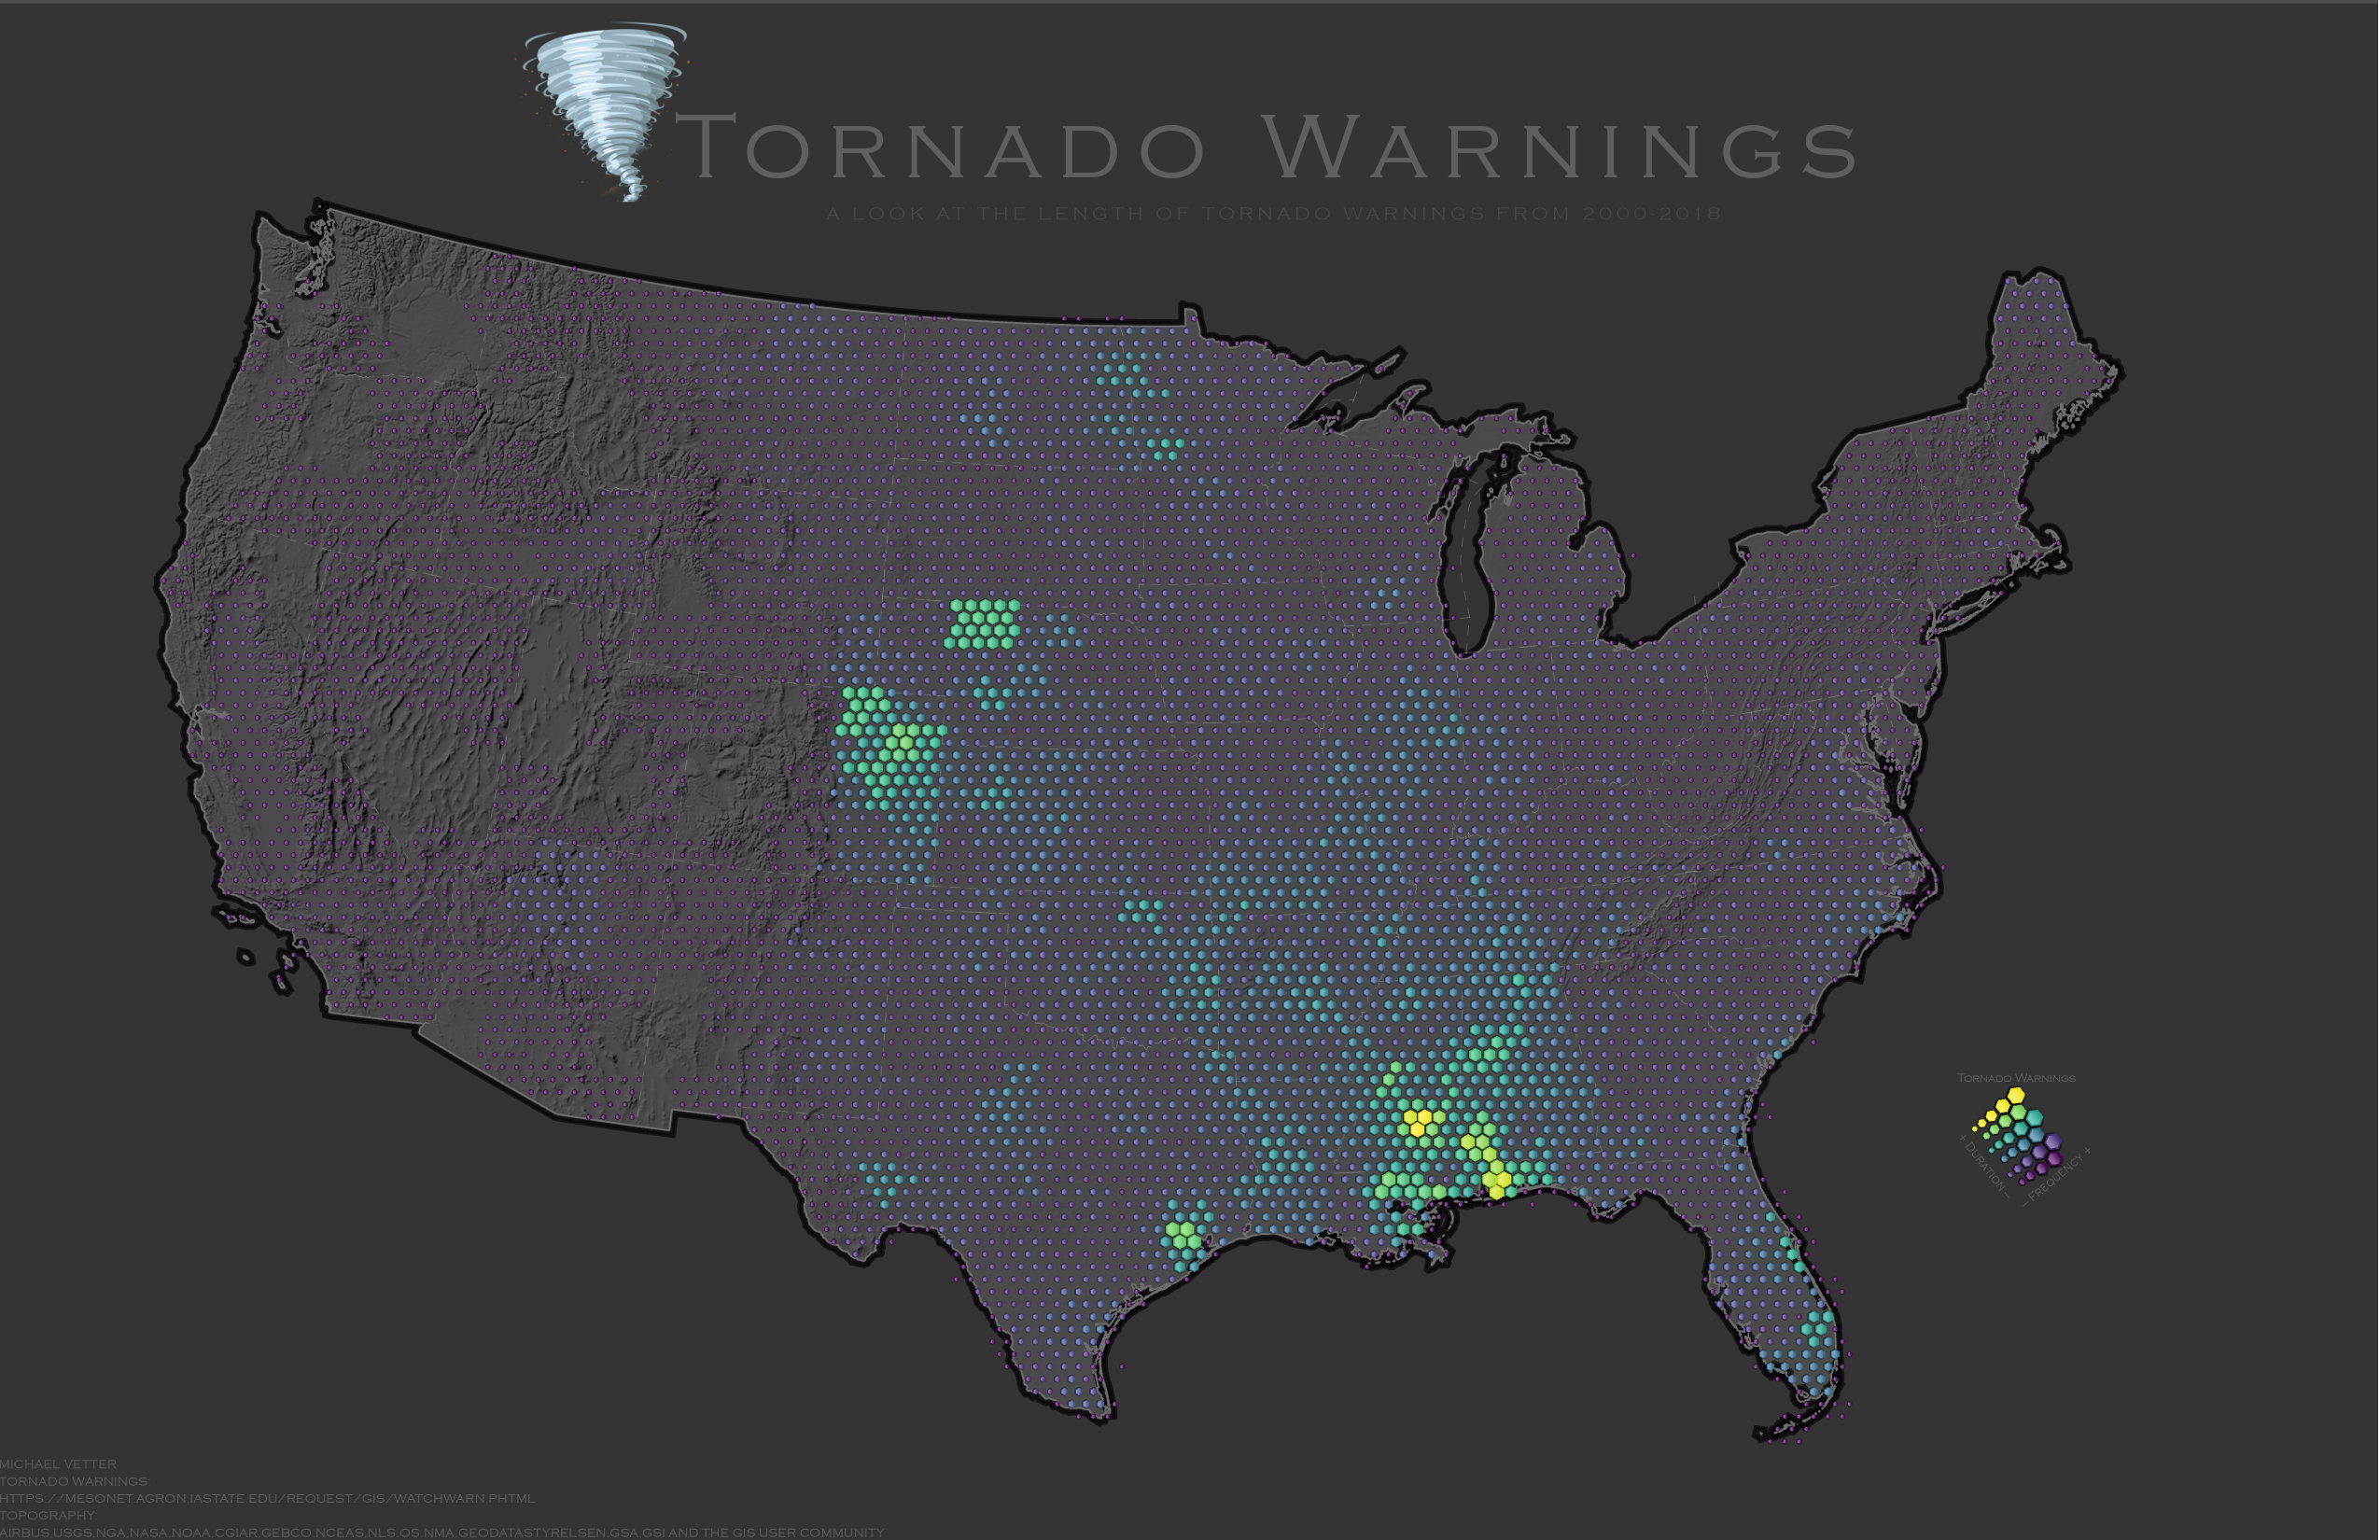 TORNADO WARNINGS
A LOOK AT THE LENGTH OF TORNADO WARNINGS FROM 2000-2018
TORNADO WARNINGS
+ DURATION –
– FREQUENCY +
MICHAEL VETTER
TORNADO WARNINGS.
HTTPS://MESONET.AGRON.IASTATE.EDU/REQUEST/GIS/WATCHWARN.PHTML
TOPOGRAPHY:
AIRBUS,USGS,NGA,NASA,NOAA,CGIAR,GEBCO,NCEAS,NLS,OS,NMA,GEODATASTYRELSEN,GSA,GSI AND THE GIS USER COMMUNITY